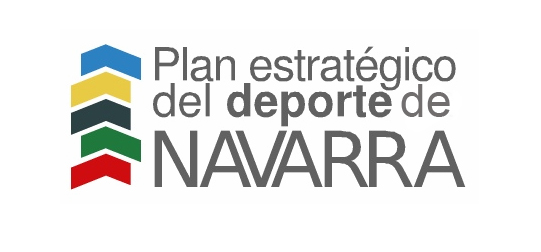 Plan estratégico
del deporte de
NAVARRA